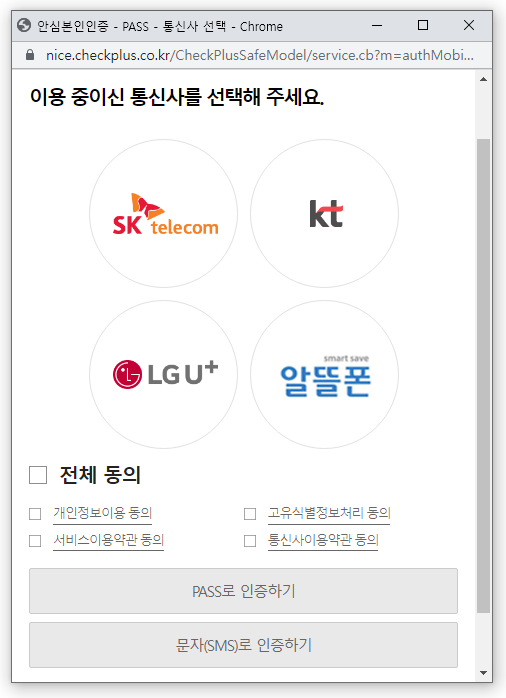 안심본인인증 - PASS - 통신사 선택 - Chrome
nice.checkplus.co.kr/CheckPlusSafeModel/service.cb?m=authMobi...
이용 중이신 통신사를 선택해 주세요.
SK telecom
kt
LG U+
smart save
알뜰폰
전체 동의
개인정보이용 동의
고유식별정보처리 동의
서비스이용약관 동의
통신사이용약관 동의
PASS로 인증하기
문자(SMS)로 인증하기